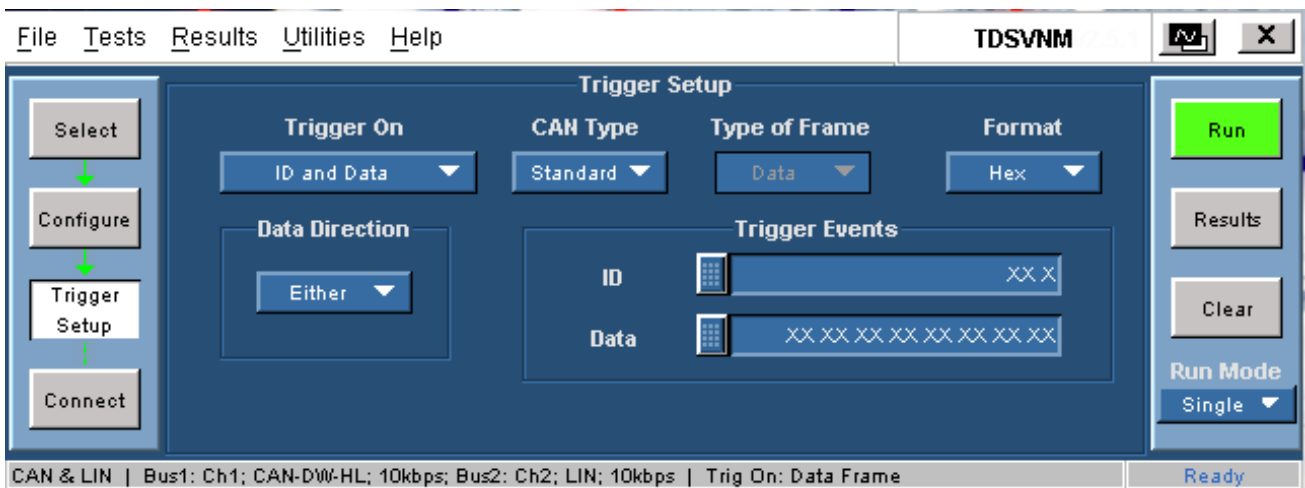 File Tests Results Utilities Help TDSVNM
Trigger Setup
Select
Configure
Trigger
Setup
Connect
Trigger On CAN Type Type of Frame Format
ID and Data Standard Data Hex
Data Direction
Either
Trigger Events
ID XX X
Data XX XX XX XX XX XX XX XX
Run
Results
Clear
Run Mode
Single
CAN & LIN | Bus1: Ch1; CAN-DW-HL; 10kbps; Bus2: Ch2; LIN; 10kbps | Trig On: Data Frame Ready